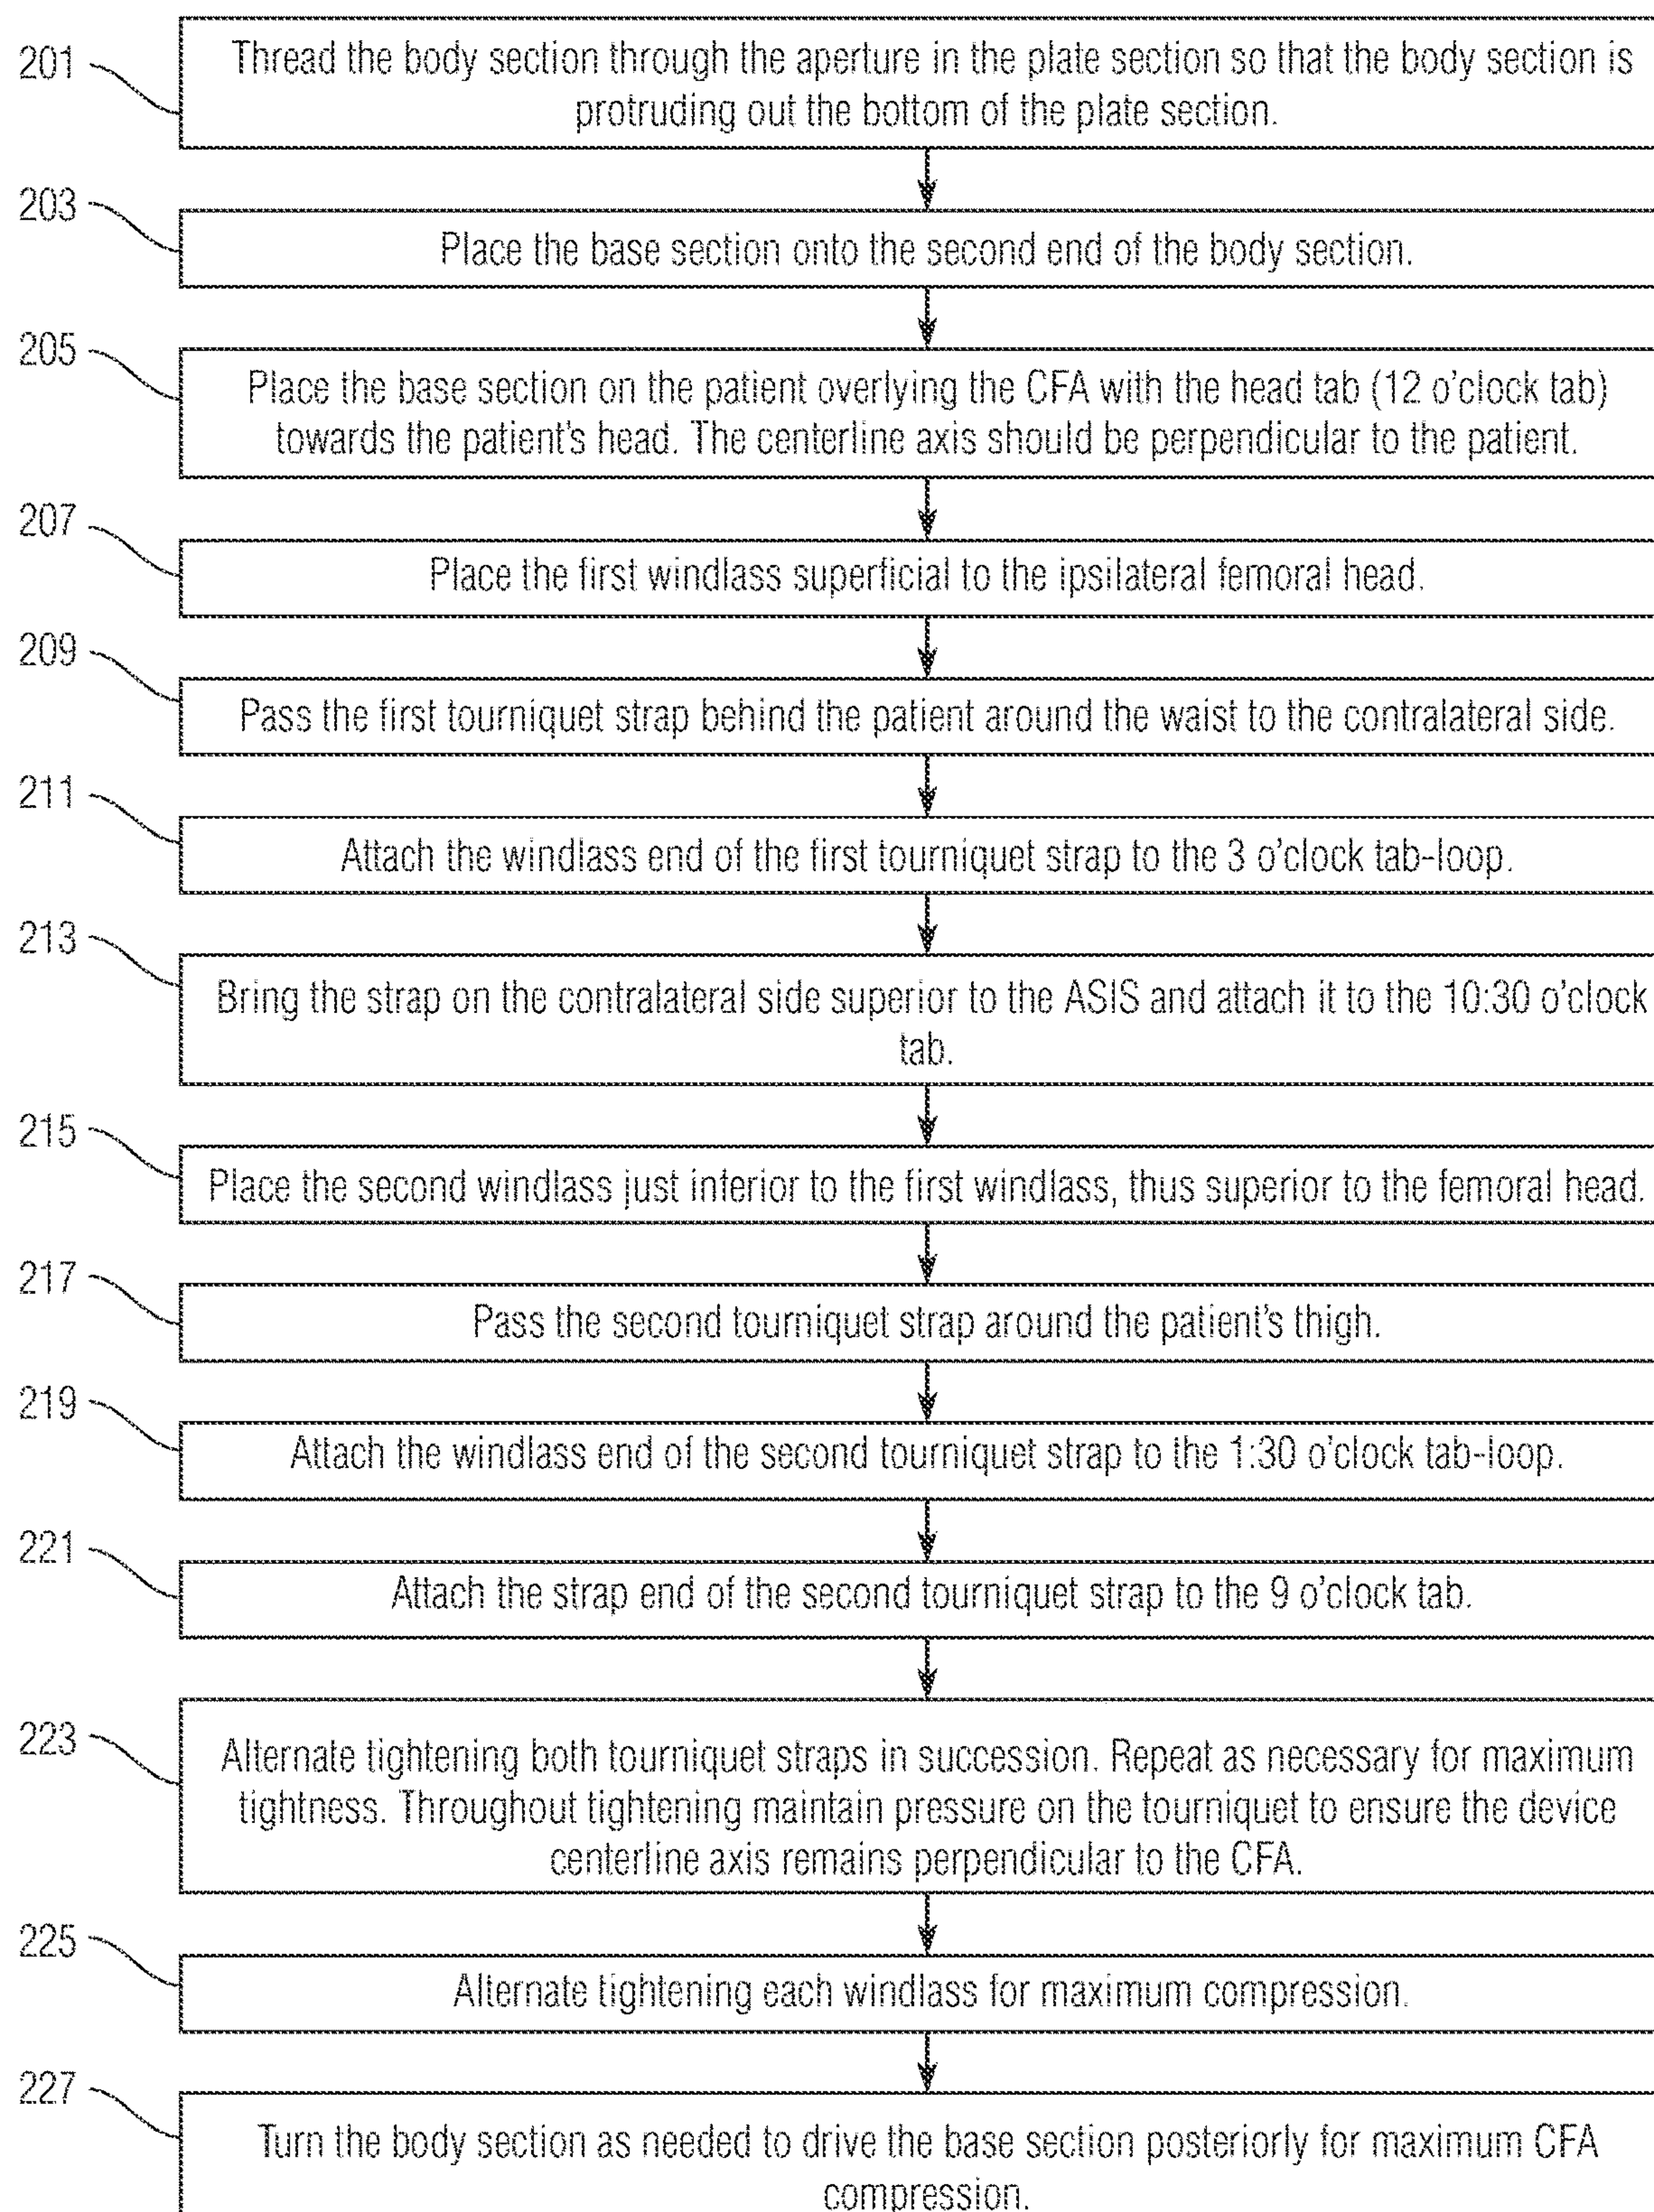 201
Thread the body section through the aperture in the plate section so that the body section is
protruding out the bottom of the plate section.
203
Place the base section onto the second end of the body section.
205
Place the base section on the patient overlying the CFA with the head tab (12 o'clock tab)
towards the patient's head. The centerline axis should be perpendicular to the patient.
207
Place the first windlass superficial to the ipsilateral femoral head.
209
Pass the first tourniquet strap behind the patient around the waist to the contralateral side.
211
Attach the windlass end of the first tourniquet strap to the 3 o'clock tab-loop.
213
Bring the strap on the contralateral side superior to the ASIS and attach it to the 10:30 o'clock
tab.
215
Place the second windlass just inferior to the first windlass, thus superior to the femoral head.
217
Pass the second tourniquet strap around the patient's thigh.
219
Attach the windlass end of the second tourniquet strap to the 1:30 o'clock tab-loop.
221
Attach the strap end of the second tourniquet strap to the 9 o'clock tab.
223
Alternate tightening both tourniquet straps in succession. Repeat as necessary for maximum
tightness. Throughout tightening maintain pressure on the tourniquet to ensure the device
centerline axis remains perpendicular to the CFA.
225
Alternate tightening each windlass for maximum compression.
227
Turn the body section as needed to drive the base section posteriorly for maximum CFA
compression.